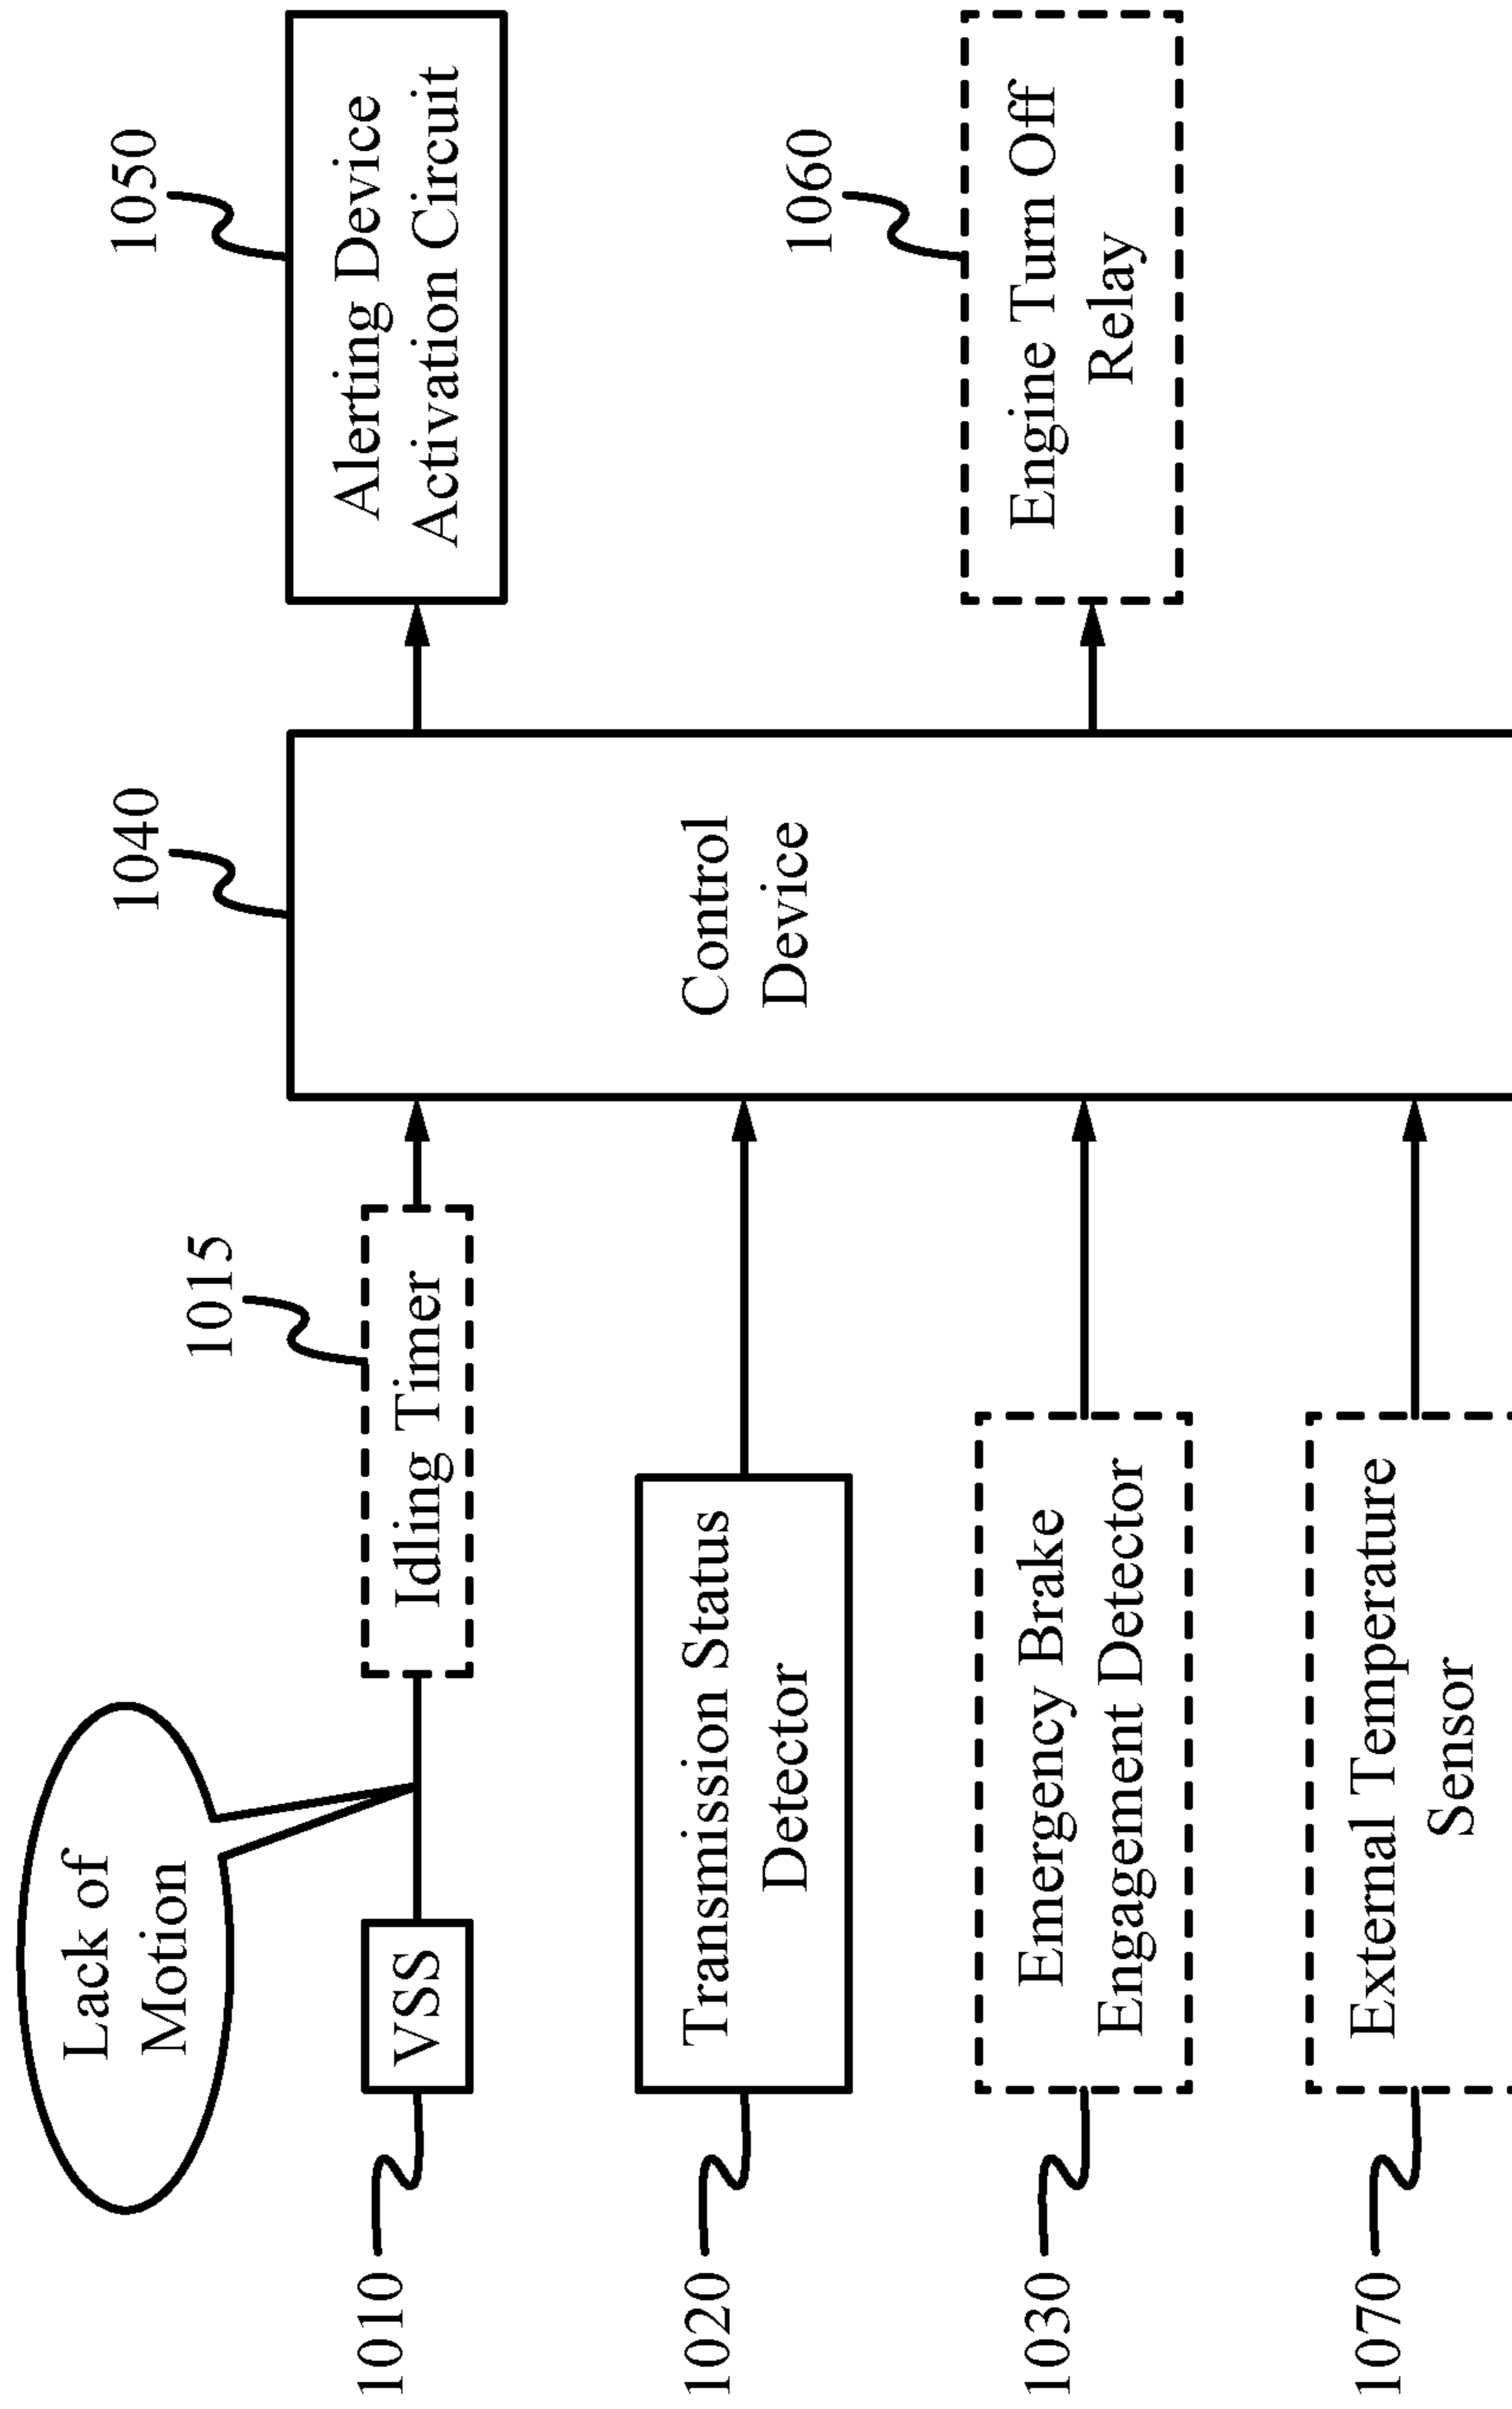 Lack of
Motion
1010
VSS
1015
Idling Timer
1040
Control
Device
1050
Alerting Device
Activation Circuit
1020
Transmission Status
Detector
1060
Engine Turn Off
Relay
1030
Emergency Brake
Engagement Detector
1070
External Temperature
Sensor